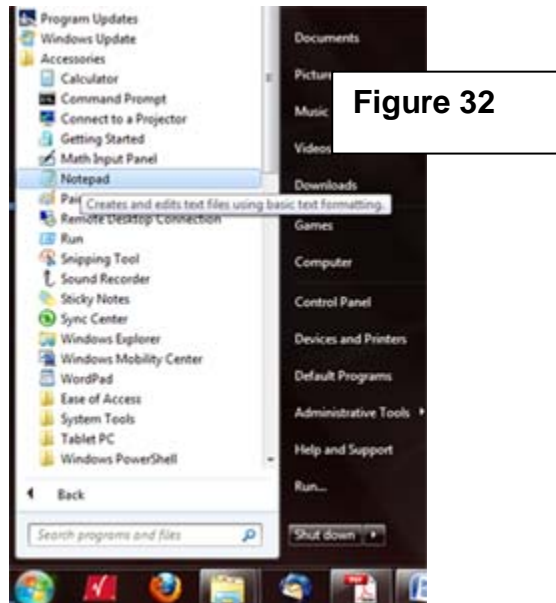 Program Updates
Windows Update
Accessories
Calculator
Command Prompt
Connect to a Projector
Getting Started
Math Input Panel
Notepad
Creates and edits text files using basic text formatting.
Remote Desktop Connection
Run
Snipping Tool
Sound Recorder
Sticky Notes
Sync Center
Windows Explorer
Windows Mobility Center
WordPad
Ease of Access
System Tools
Tablet PC
Windows PowerShell
Back
Search programs and files
Documents
Music
Videos
Downloads
Games
Computer
Control Panel
Devices and Printers
Default Programs
Administrative Tools
Help and Support
Run...
Shut down
Figure 32